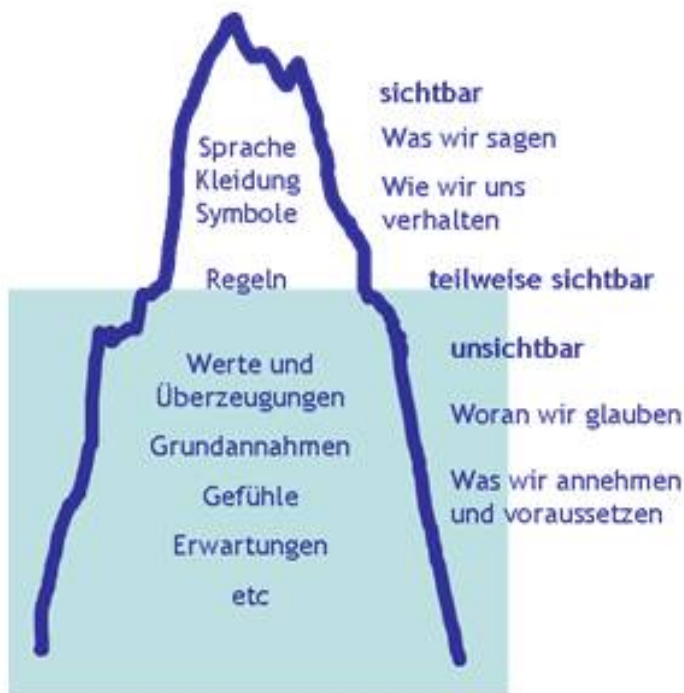 sichtbar
Was wir sagen
Sprache
Kleidung
Symbole
Wie wir uns
verhalten
Regeln
teilweise sichtbar
unsichtbar
Werte und
Überzeugungen
Woran wir glauben
Grundannahmen
Gefühle
Was wir annehmen
und voraussetzen
Erwartungen
etc